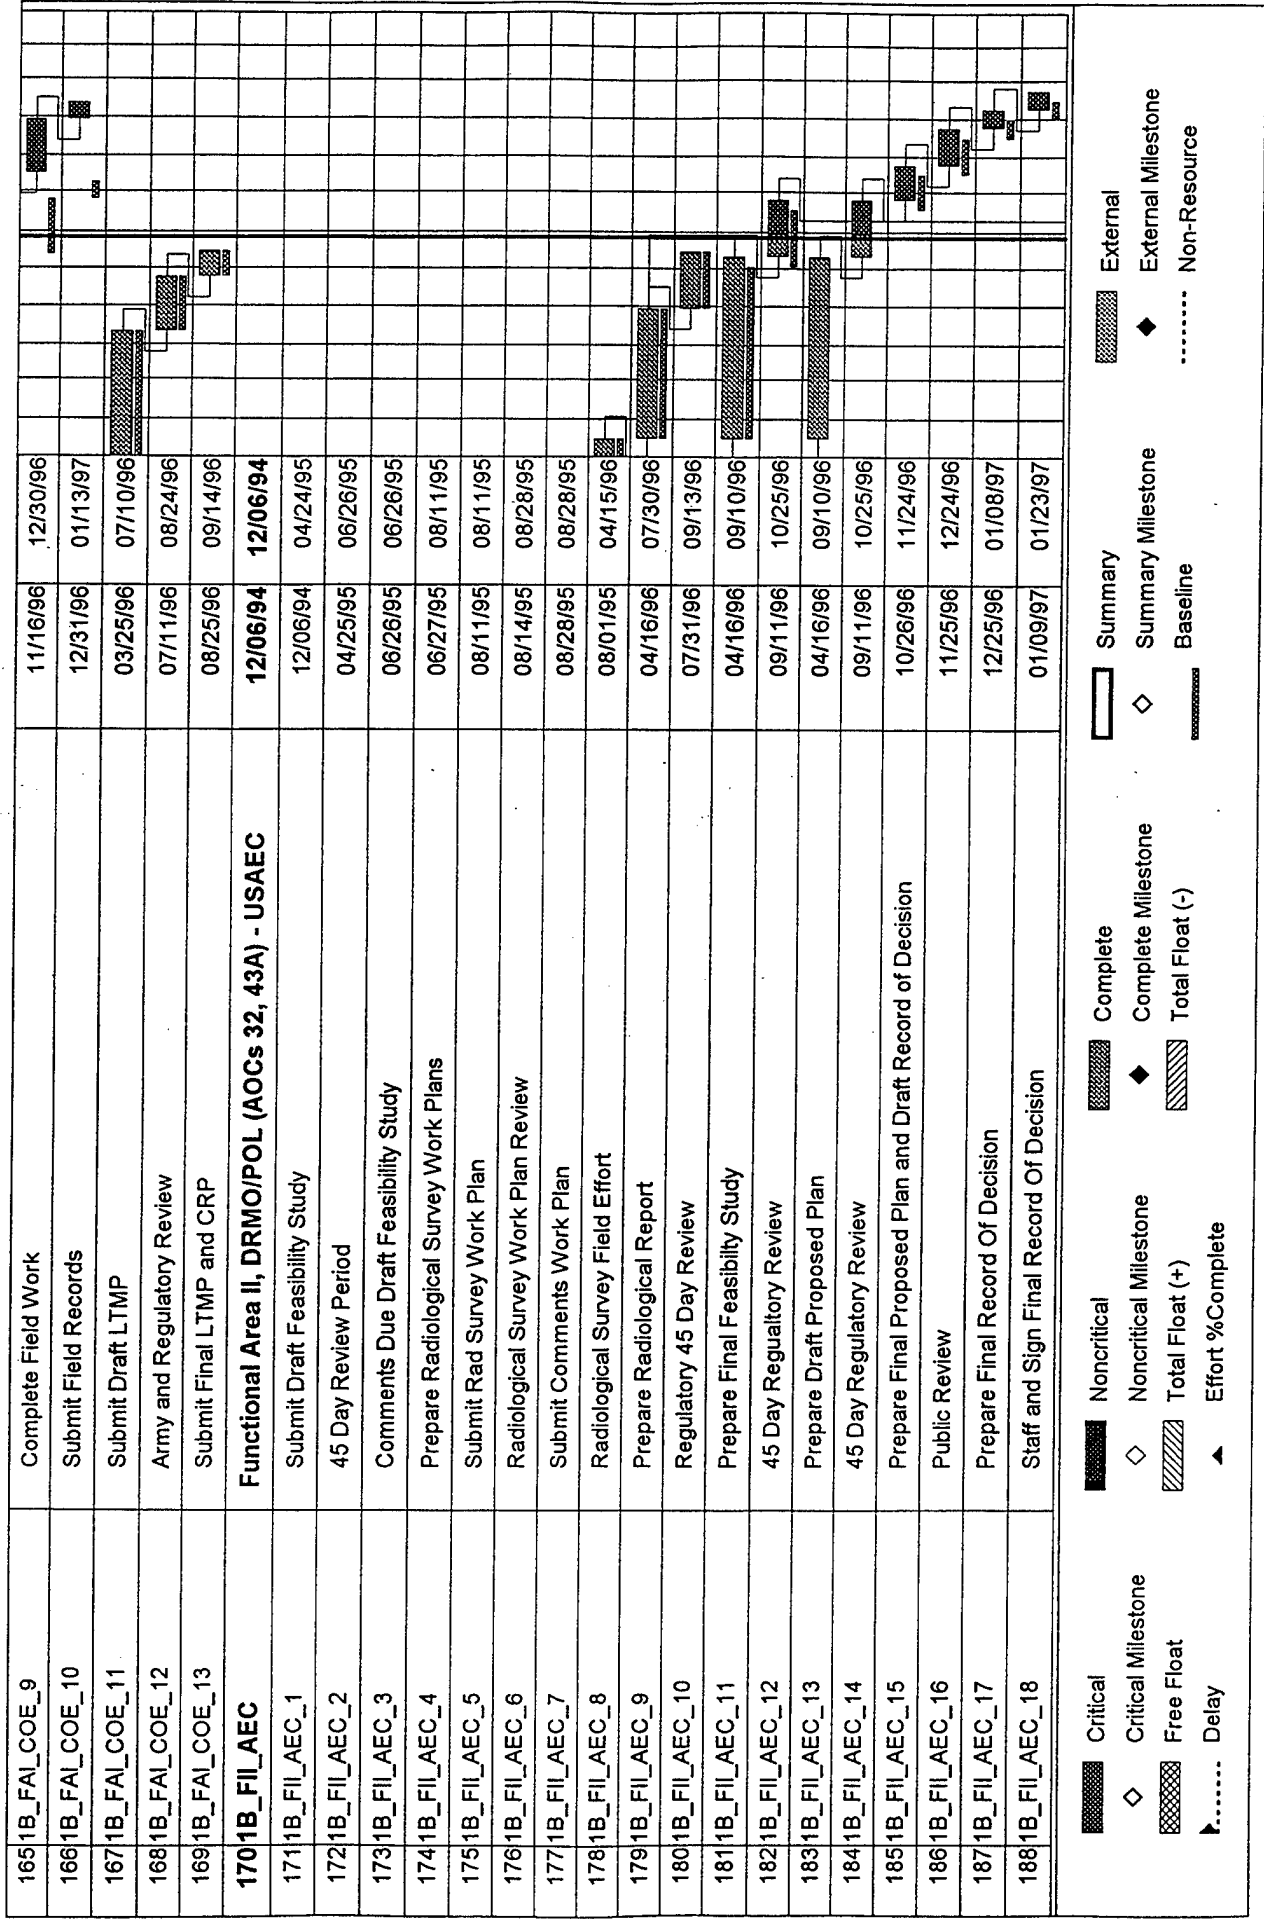 165 1B_FAI_COE_9 Complete Field Work 11/16/96 12/30/96
166 1B_FAI_COE_10 Submit Field Records 12/31/96 01/13/97
167 1B_FAI_COE_11 Submit Draft LTMP 03/25/96 07/10/96
168 1B_FAI_COE_12 Army and Regulatory Review 07/11/96 08/24/96
169 1B_FAI_COE_13 Submit Final LTMP and CRP 08/25/96 09/14/96
170 1B_FII_AEC Functional Area II, DRMO/POL (AOCs 32, 43A) - USAEC 12/06/94 12/06/94
171 1B_FII_AEC_1 Submit Draft Feasibility Study 12/06/94 04/24/95
172 1B_FII_AEC_2 45 Day Review Period 04/25/95 06/26/95
173 1B_FII_AEC_3 Comments Due Draft Feasibility Study 06/26/95 06/26/95
174 1B_FII_AEC_4 Prepare Radiological Survey Work Plans 06/27/95 08/11/95
175 1B_FII_AEC_5 Submit Rad Survey Work Plan 08/11/95 08/11/95
176 1B_FII_AEC_6 Radiological Survey Work Plan Review 08/14/95 08/28/95
177 1B_FII_AEC_7 Submit Comments Work Plan 08/28/95 08/28/95
178 1B_FII_AEC_8 Radiological Survey Field Effort 08/01/95 04/15/96
179 1B_FII_AEC_9 Prepare Radiological Report 04/16/96 07/30/96
180 1B_FII_AEC_10 Regulatory 45 Day Review 07/31/96 09/13/96
181 1B_FII_AEC_11 Prepare Final Feasibilty Study 04/16/96 09/10/96
182 1B_FII_AEC_12 45 Day Regualtory Review 09/11/96 10/25/96
183 1B_FII_AEC_13 Prepare Draft Proposed Plan 04/16/96 09/10/96
184 1B_FII_AEC_14 45 Day Regulatory Review 09/11/96 10/25/96
185 1B_FII_AEC_15 Prepare Final Proposed Plan and Draft Record of Decision 10/26/96 11/24/96
186 1B_FII_AEC_16 Public Review 11/25/96 12/24/96
187 1B_FII_AEC_17 Prepare Final Record Of Decision 12/25/96 01/08/97
188 1B_FII_AEC_18 Staff and Sign Final Record Of Decision 01/09/97 01/23/97
Critical Noncritical Complete Summary External
Critical Milestone Noncritical Milestone Complete Milestone Summary Milestone External Milestone
Free Float Total Float (+) Total Float (-) Baseline Non-Resource
Delay Effort %Complete